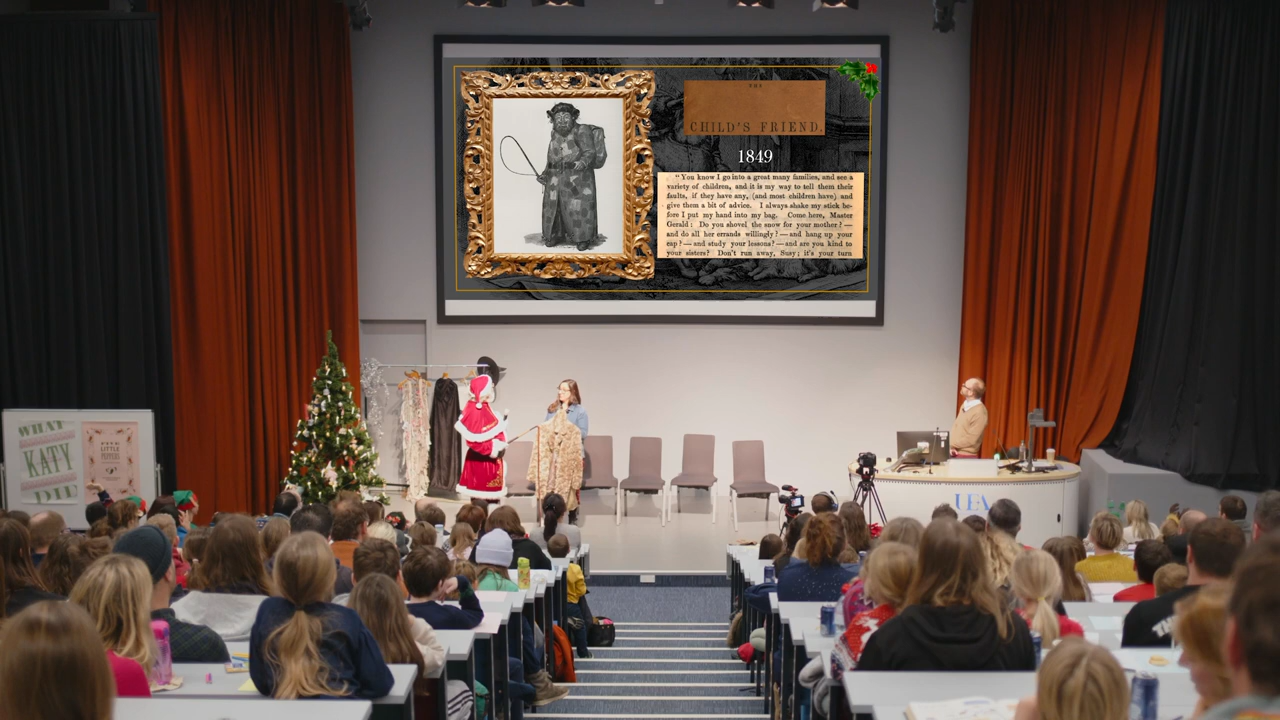 THE
CHILD'S FRIEND.
1849
"You know I go into a great many families, and see a
variety of children, and it is my way to tell them their
faults, if they have any, (and most children have) and
give them a bit of advice. I always shake my stick be-
fore I put my hand into my bag. Come here, Master
Gerald: Do you shovel the snow for your mother?—
and do all her errands willingly?—and hang up your
cap?—and study your lessons?—and are you kind to
your sisters? Don't run away, Susy; it's your turn
WHAT
KATY
DID
FIVE
LITTLE
PEPPERS
UEA